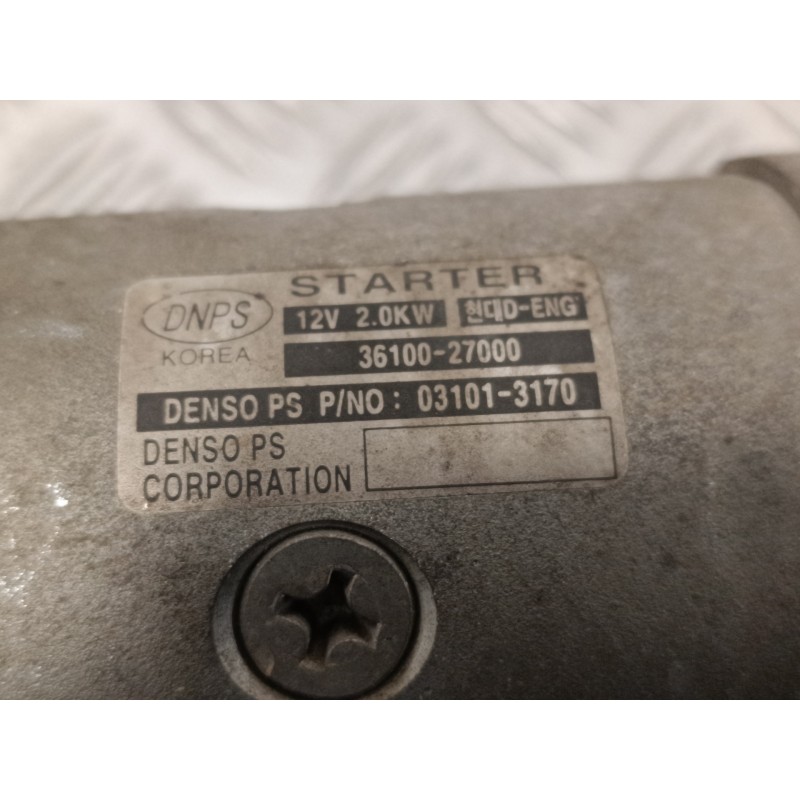 STARTER
DNPS
12V 2.0KW
현대D-ENG
KOREA
36100-27000
DENSO PS P/NO: 03101-3170
DENSO PS
CORPORATION